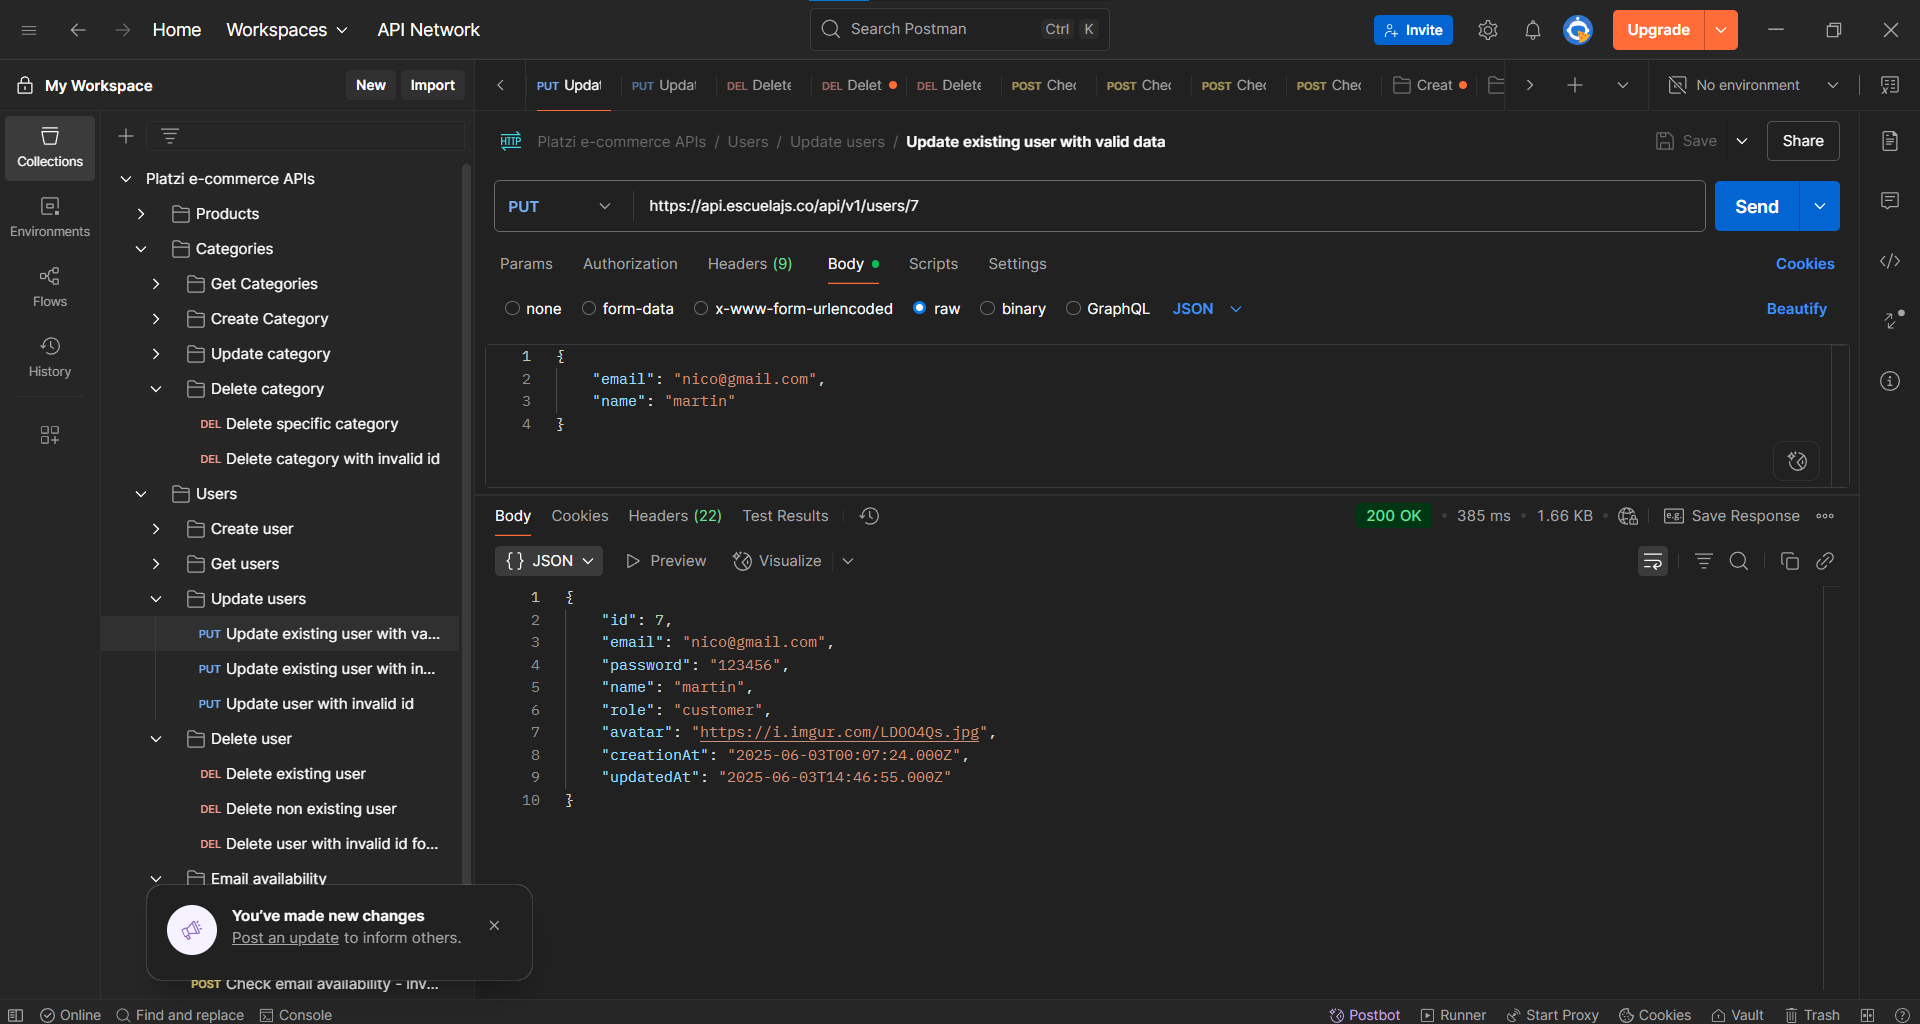 Home Workspaces API Network Search Postman Ctrl K Invite Upgrade
My Workspace New Import PUT Updat PUT Updat DEL Delete DEL Delet DEL Delete POST Chec POST Chec POST Chec POST Chec Creat No environment
Collections
Environments
Flows
History
Platzi e-commerce APIs
Products
Categories
Get Categories
Create Category
Update category
Delete category
DEL Delete specific category
DEL Delete category with invalid id
Users
Create user
Get users
Update users
PUT Update existing user with va...
PUT Update existing user with in...
PUT Update user with invalid id
Delete user
DEL Delete existing user
DEL Delete non existing user
DEL Delete user with invalid id fo...
Email availability
You've made new changes
Post an update to inform others.
POST Check email availability - inv...
HTTP Platzi e-commerce APIs / Users / Update users / Update existing user with valid data Save Share
PUT https://api.escuelajs.co/api/v1/users/7 Send
Params Authorization Headers (9) Body Scripts Settings Cookies
none form-data x-www-form-urlencoded raw binary GraphQL JSON Beautify
1 {
2 "email": "nico@gmail.com",
3 "name": "martin"
4 }
Body Cookies Headers (22) Test Results 200 OK • 385 ms • 1.66 KB • e.g. Save Response
{} JSON Preview Visualize
1 {
2 "id": 7,
3 "email": "nico@gmail.com",
4 "password": "123456",
5 "name": "martin",
6 "role": "customer",
7 "avatar": "https://i.imgur.com/LDOO4Qs.jpg",
8 "creationAt": "2025-06-03T00:07:24.000Z",
9 "updatedAt": "2025-06-03T14:46:55.000Z"
10 }
Online Find and replace Console Postbot Runner Start Proxy Cookies Vault Trash